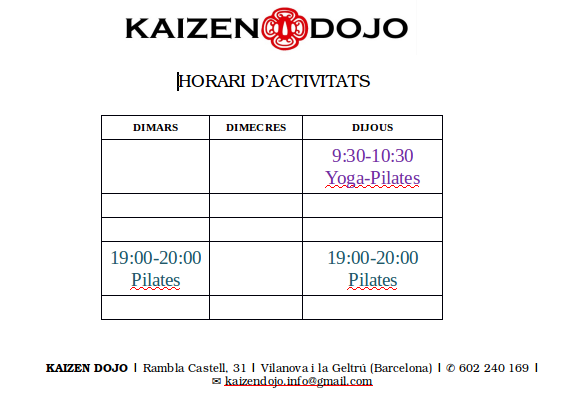 KAIZEN DOJO
HORARI D'ACTIVITATS
DIMARS DIMECRES DIJOUS
9:30-10:30
Yoga-Pilates
19:00-20:00 19:00-20:00
Pilates Pilates
KAIZEN DOJO | Rambla Castell, 31 | Vilanova i la Geltrú (Barcelona) | ✆ 602 240 169 |
✉ kaizendojo.info@gmail.com